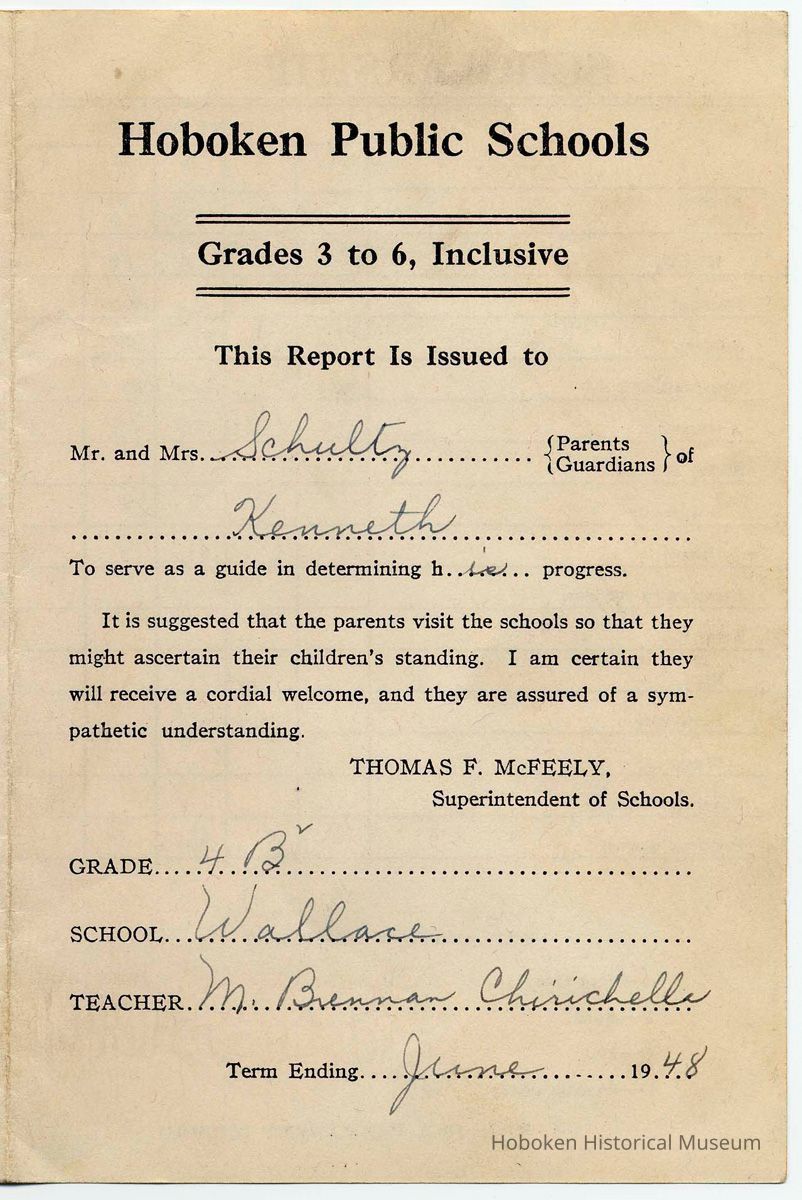 Hoboken Public Schools
Grades 3 to 6, Inclusive
This Report Is Issued to
Mr. and Mrs. Schultz {Parents Guardians} of
Kenneth
To serve as a guide in determining h..is... progress.
It is suggested that the parents visit the schools so that they
might ascertain their children's standing. I am certain they
will receive a cordial welcome, and they are assured of a sym-
pathetic understanding.
THOMAS F. McFEELY,
Superintendent of Schools.
GRADE....4 B²
SCHOOL...Wallace
TEACHER.M. Brennan Chirichella
Term Ending....June........1948
Hoboken Historical Museum